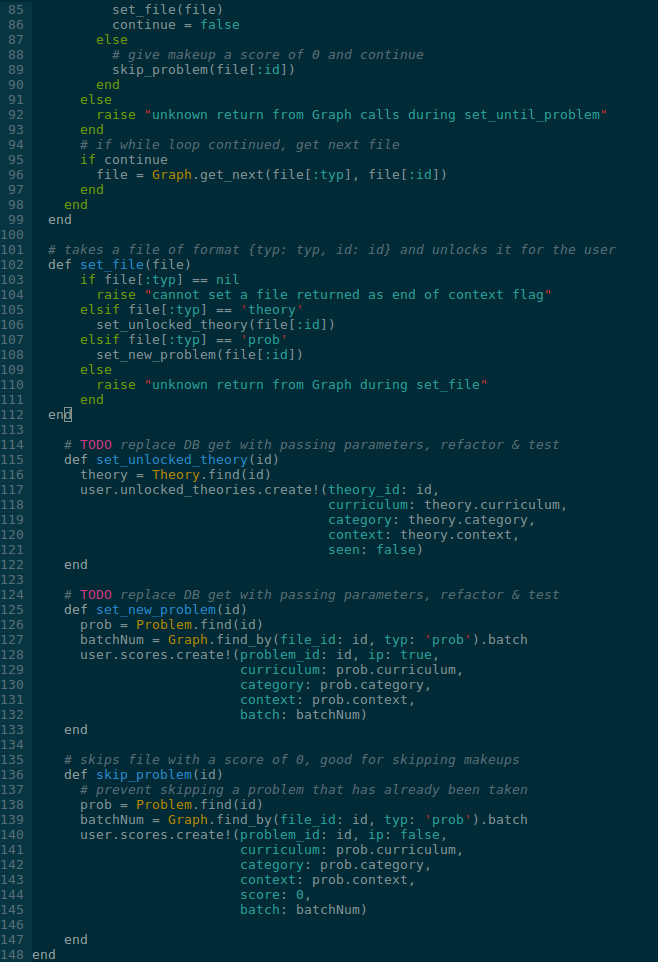 85 set_file(file)
86 continue = false
87 else
88 # give makeup a score of 0 and continue
89 skip_problem(file[:id])
90 end
91 else
92 raise "unknown return from Graph calls during set_until_problem"
93 end
94 # if while loop continued, get next file
95 if continue
96 file = Graph.get_next(file[:typ], file[:id])
97 end
98 end
99 end
100
101 # takes a file of format {typ: typ, id: id} and unlocks it for the user
102 def set_file(file)
103 if file[:typ] == nil
104 raise "cannot set a file returned as end of context flag"
105 elsif file[:typ] == 'theory'
106 set_unlocked_theory(file[:id])
107 elsif file[:typ] == 'prob'
108 set_new_problem(file[:id])
109 else
110 raise "unknown return from Graph during set_file"
111 end
112 end
113
114 # TODO replace DB get with passing parameters, refactor & test
115 def set_unlocked_theory(id)
116 theory = Theory.find(id)
117 user.unlocked_theories.create!(theory_id: id,
118 curriculum: theory.curriculum,
119 category: theory.category,
120 context: theory.context,
121 seen: false)
122 end
123
124 # TODO replace DB get with passing parameters, refactor & test
125 def set_new_problem(id)
126 prob = Problem.find(id)
127 batchNum = Graph.find_by(file_id: id, typ: 'prob').batch
128 user.scores.create!(problem_id: id, ip: true,
129 curriculum: prob.curriculum,
130 category: prob.category,
131 context: prob.context,
132 batch: batchNum)
133 end
134
135 # skips file with a score of 0, good for skipping makeups
136 def skip_problem(id)
137 # prevent skipping a problem that has already been taken
138 prob = Problem.find(id)
139 batchNum = Graph.find_by(file_id: id, typ: 'prob').batch
140 user.scores.create!(problem_id: id, ip: false,
141 curriculum: prob.curriculum,
142 category: prob.category,
143 context: prob.context,
144 score: 0,
145 batch: batchNum)
146
147 end
148 end